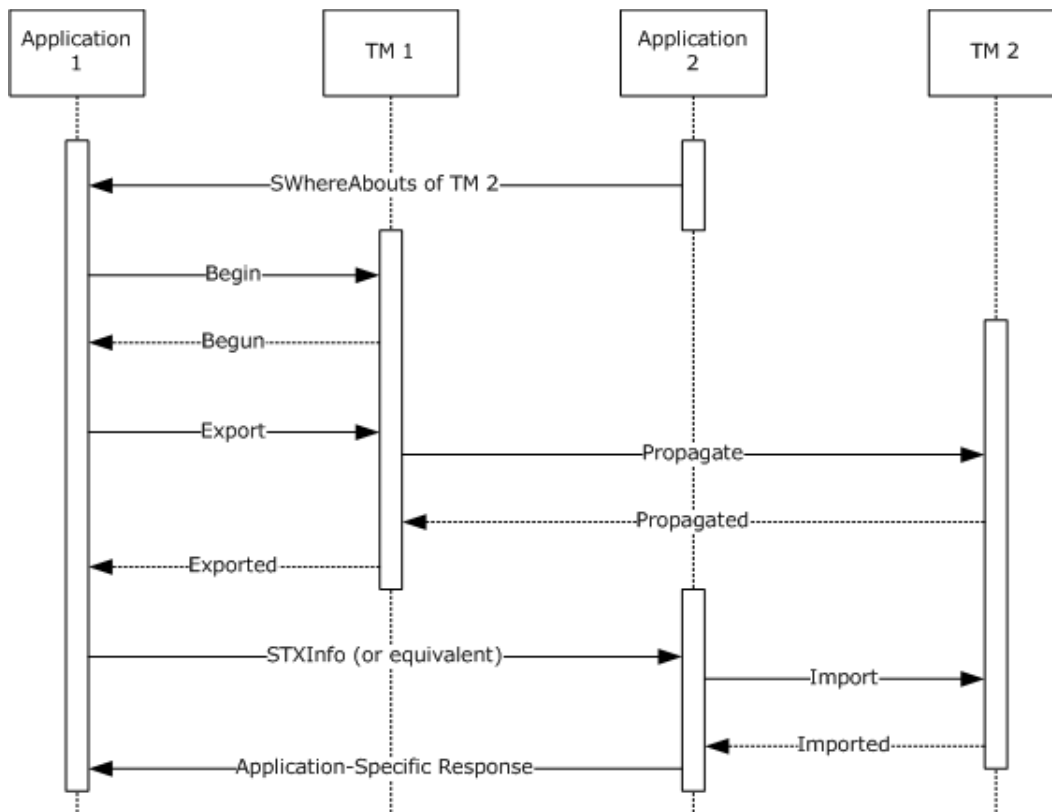 Application
1
TM 1
Application
2
TM 2
SWhereAbouts of TM 2
Begin
Begun
Export
Propagate
Propagated
Exported
STXInfo (or equivalent)
Import
Imported
Application-Specific Response